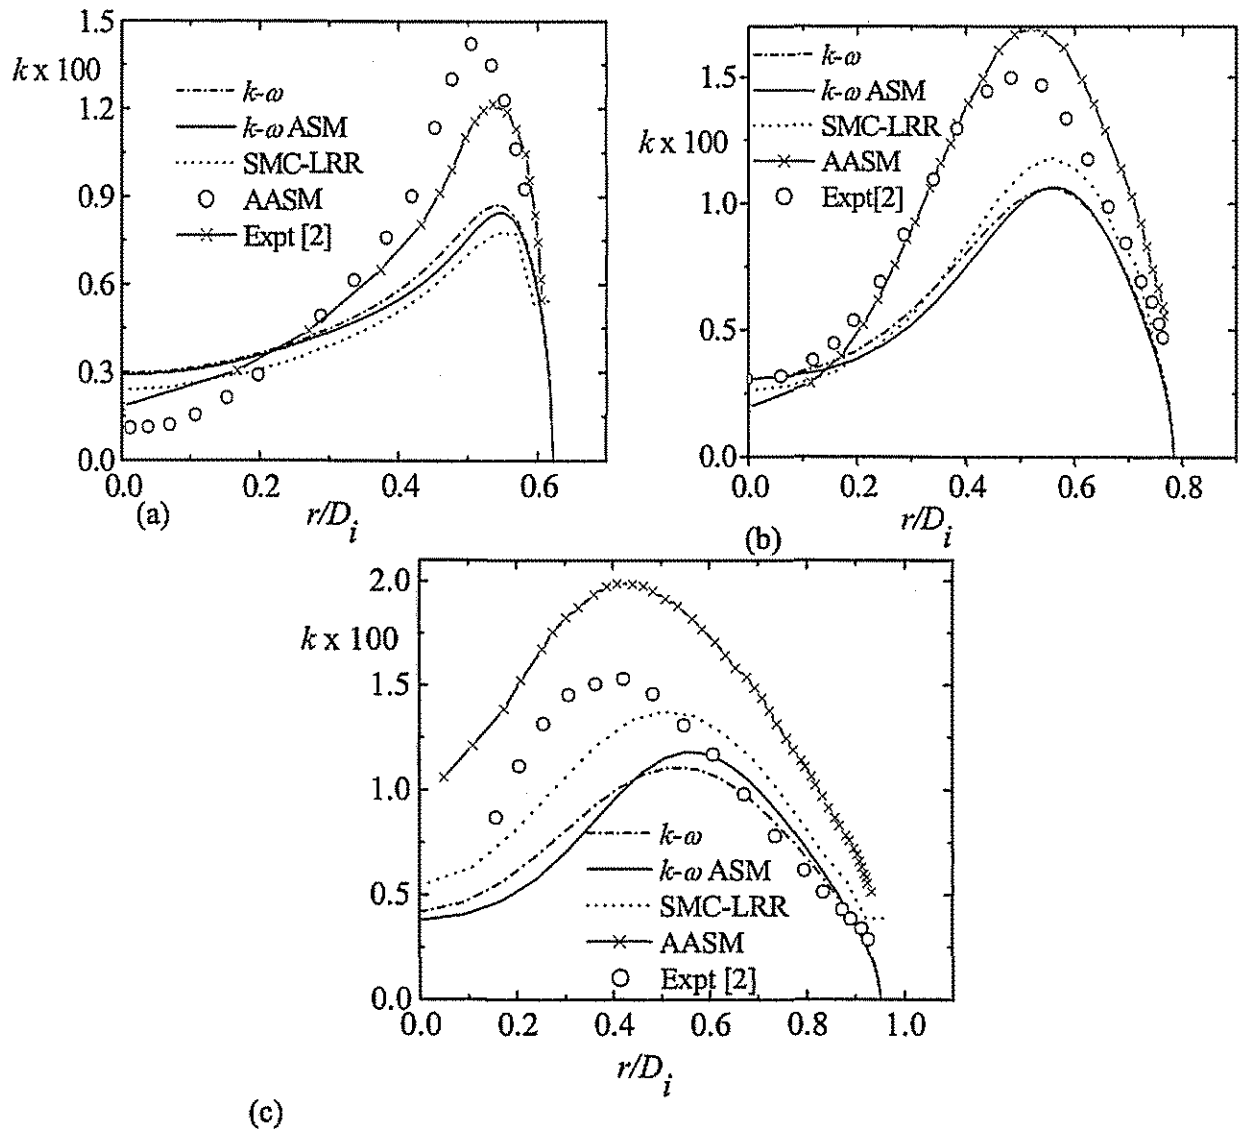 1.5
k x 100
1.2
0.9
0.6
0.3
0.0
k-ω
k-ω ASM
SMC-LRR
AASM
Expt [2]
0.0 0.2 0.4 0.6
(a)
r/D_i
1.5
k x 100
1.0
0.5
0.0
k-ω
k-ω ASM
SMC-LRR
AASM
Expt[2]
0.0 0.2 0.4 0.6 0.8
r/D_i
(b)
2.0
k x 100
1.5
1.0
0.5
0.0
k-ω
k-ω ASM
SMC-LRR
AASM
Expt [2]
0.0 0.2 0.4 0.6 0.8 1.0
r/D_i
(c)